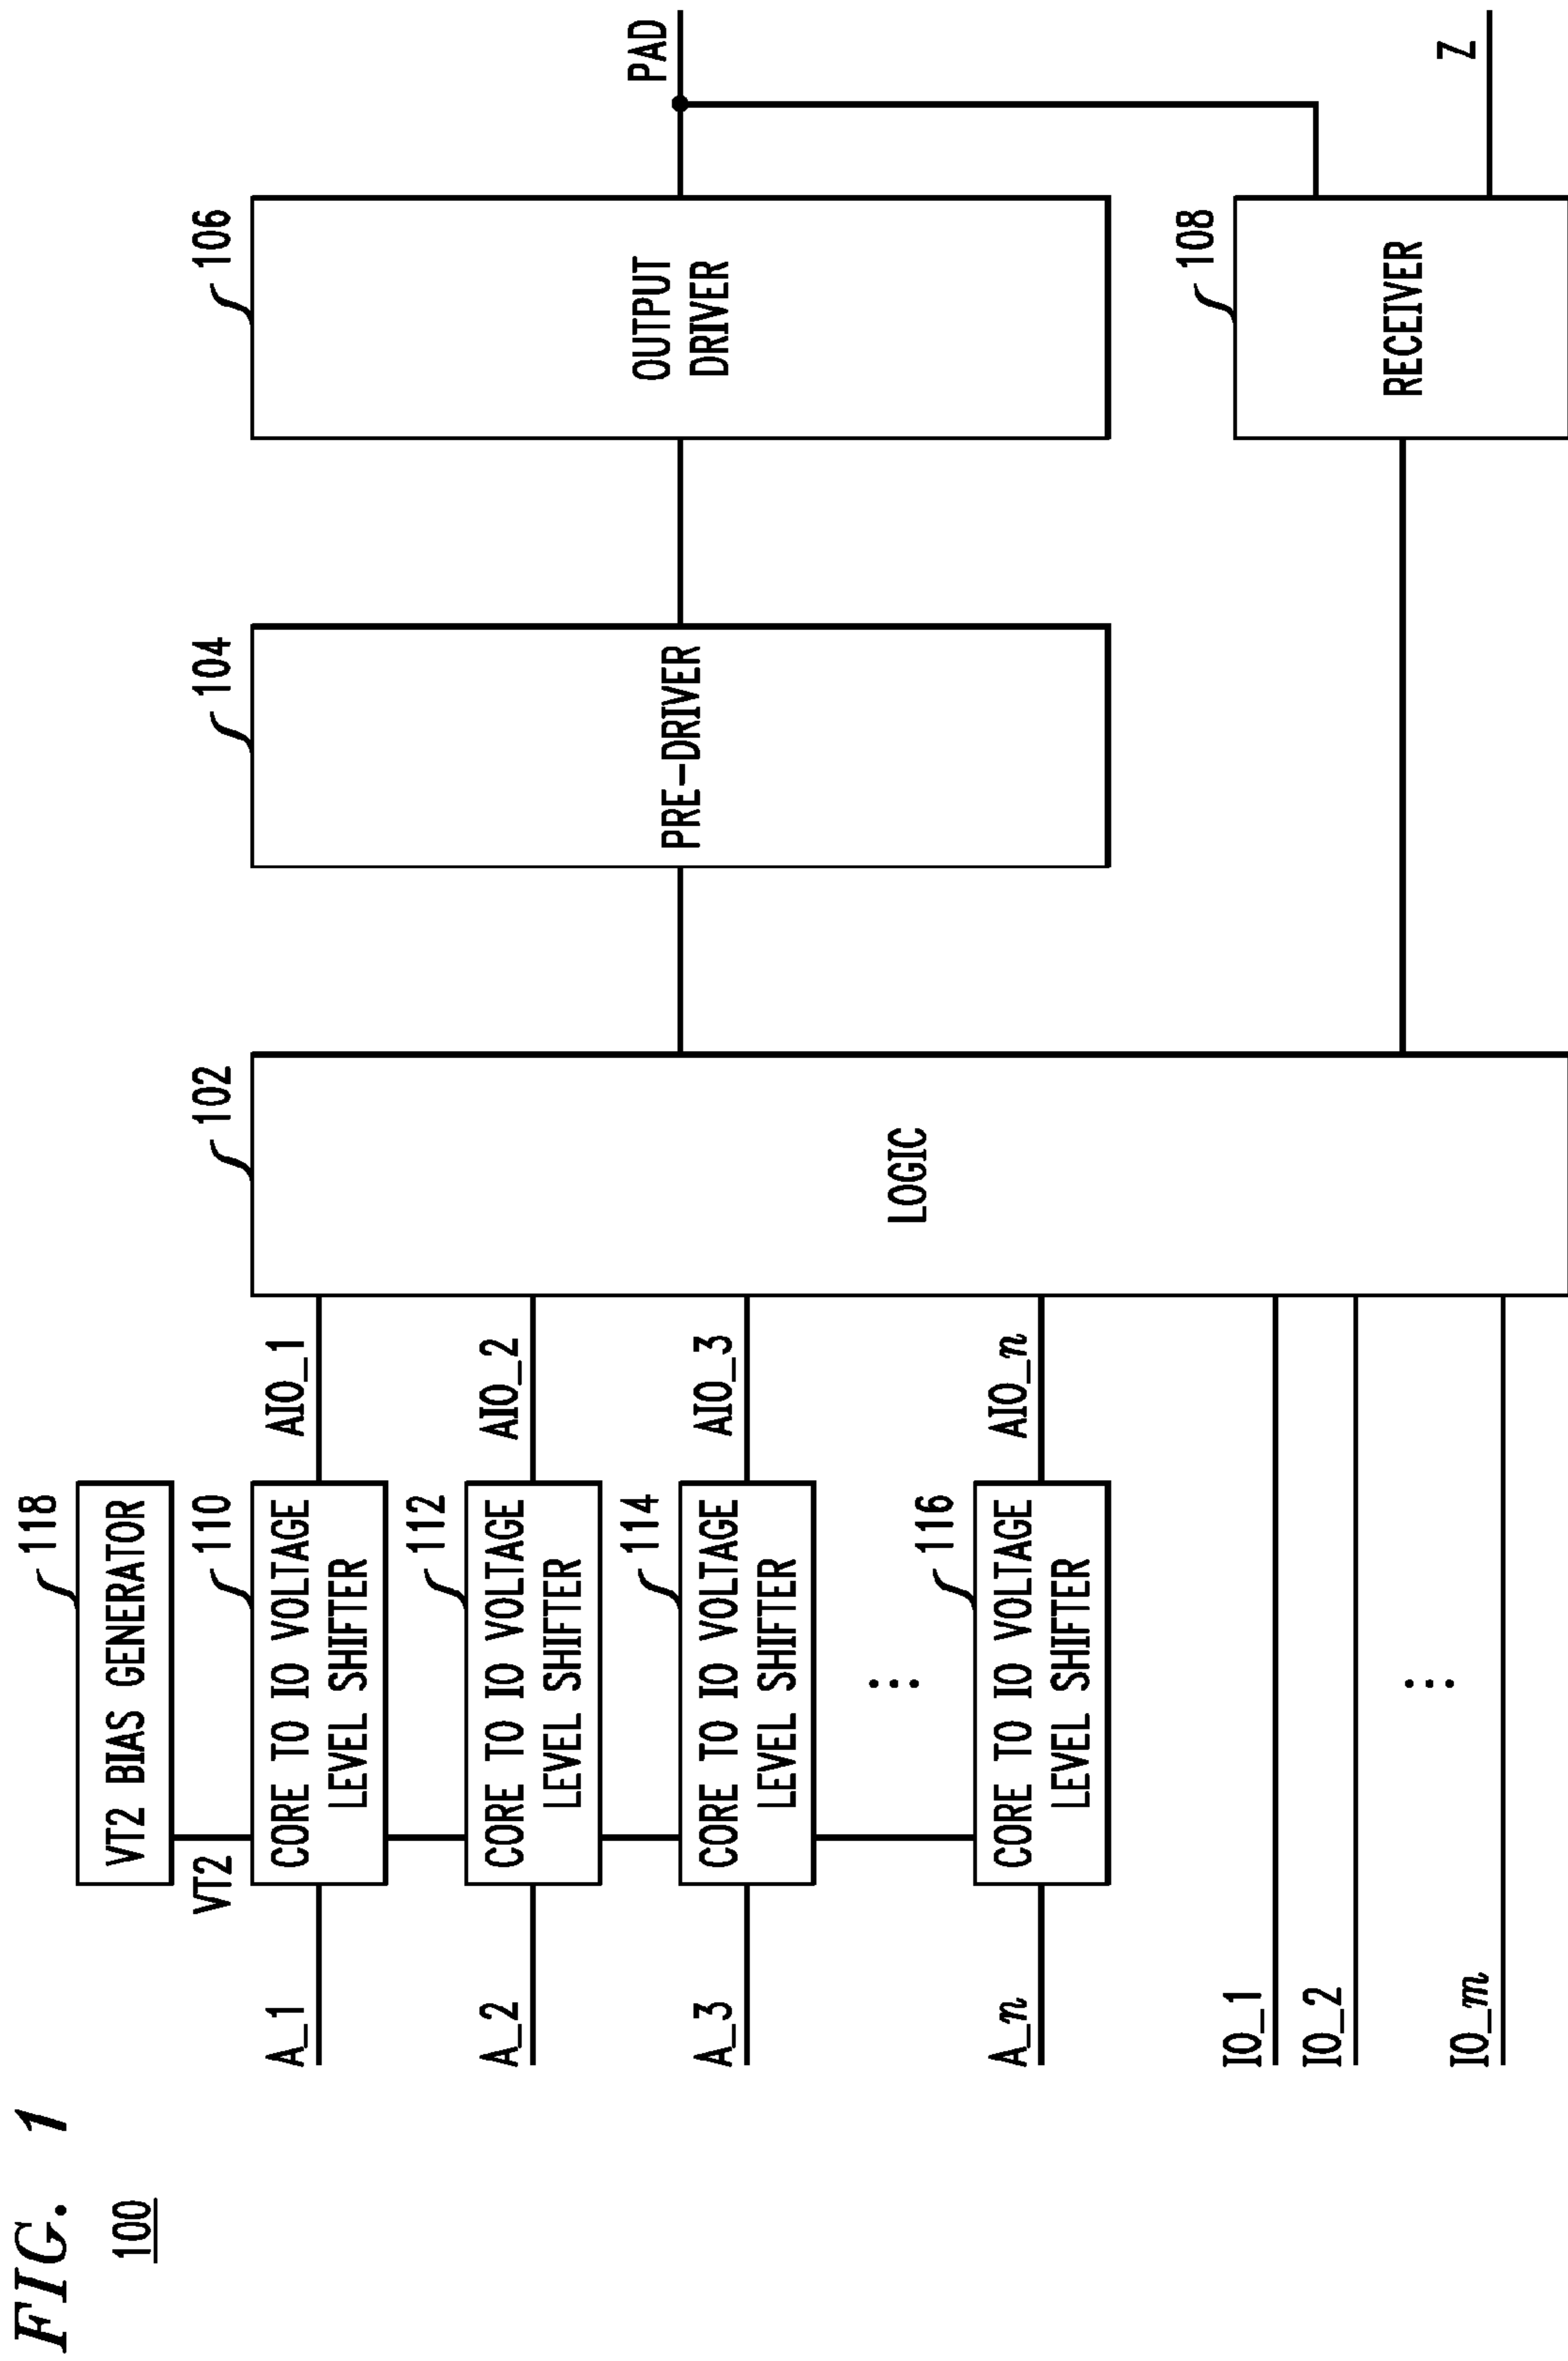 FIG. 1
100
118
VT2 BIAS GENERATOR
VT2
110
A_1
CORE TO IO VOLTAGE
LEVEL SHIFTER
AIO_1
112
A_2
CORE TO IO VOLTAGE
LEVEL SHIFTER
AIO_2
114
A_3
CORE TO IO VOLTAGE
LEVEL SHIFTER
AIO_3
116
A_n
CORE TO IO VOLTAGE
LEVEL SHIFTER
AIO_n
IO_1
IO_2
IO_m
102
LOGIC
104
PRE-DRIVER
106
OUTPUT
DRIVER
PAD
108
RECEIVER
Z